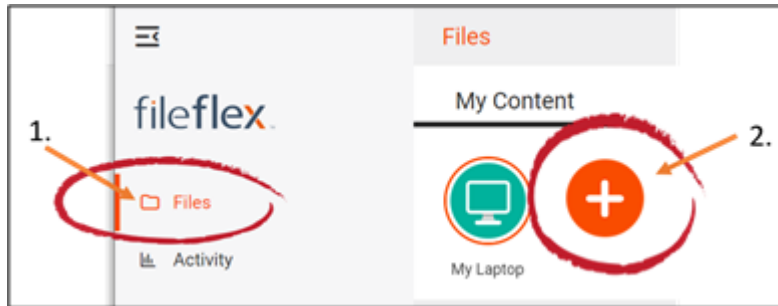 Files
fileflex
My Content
1.
2.
Files
Activity
My Laptop